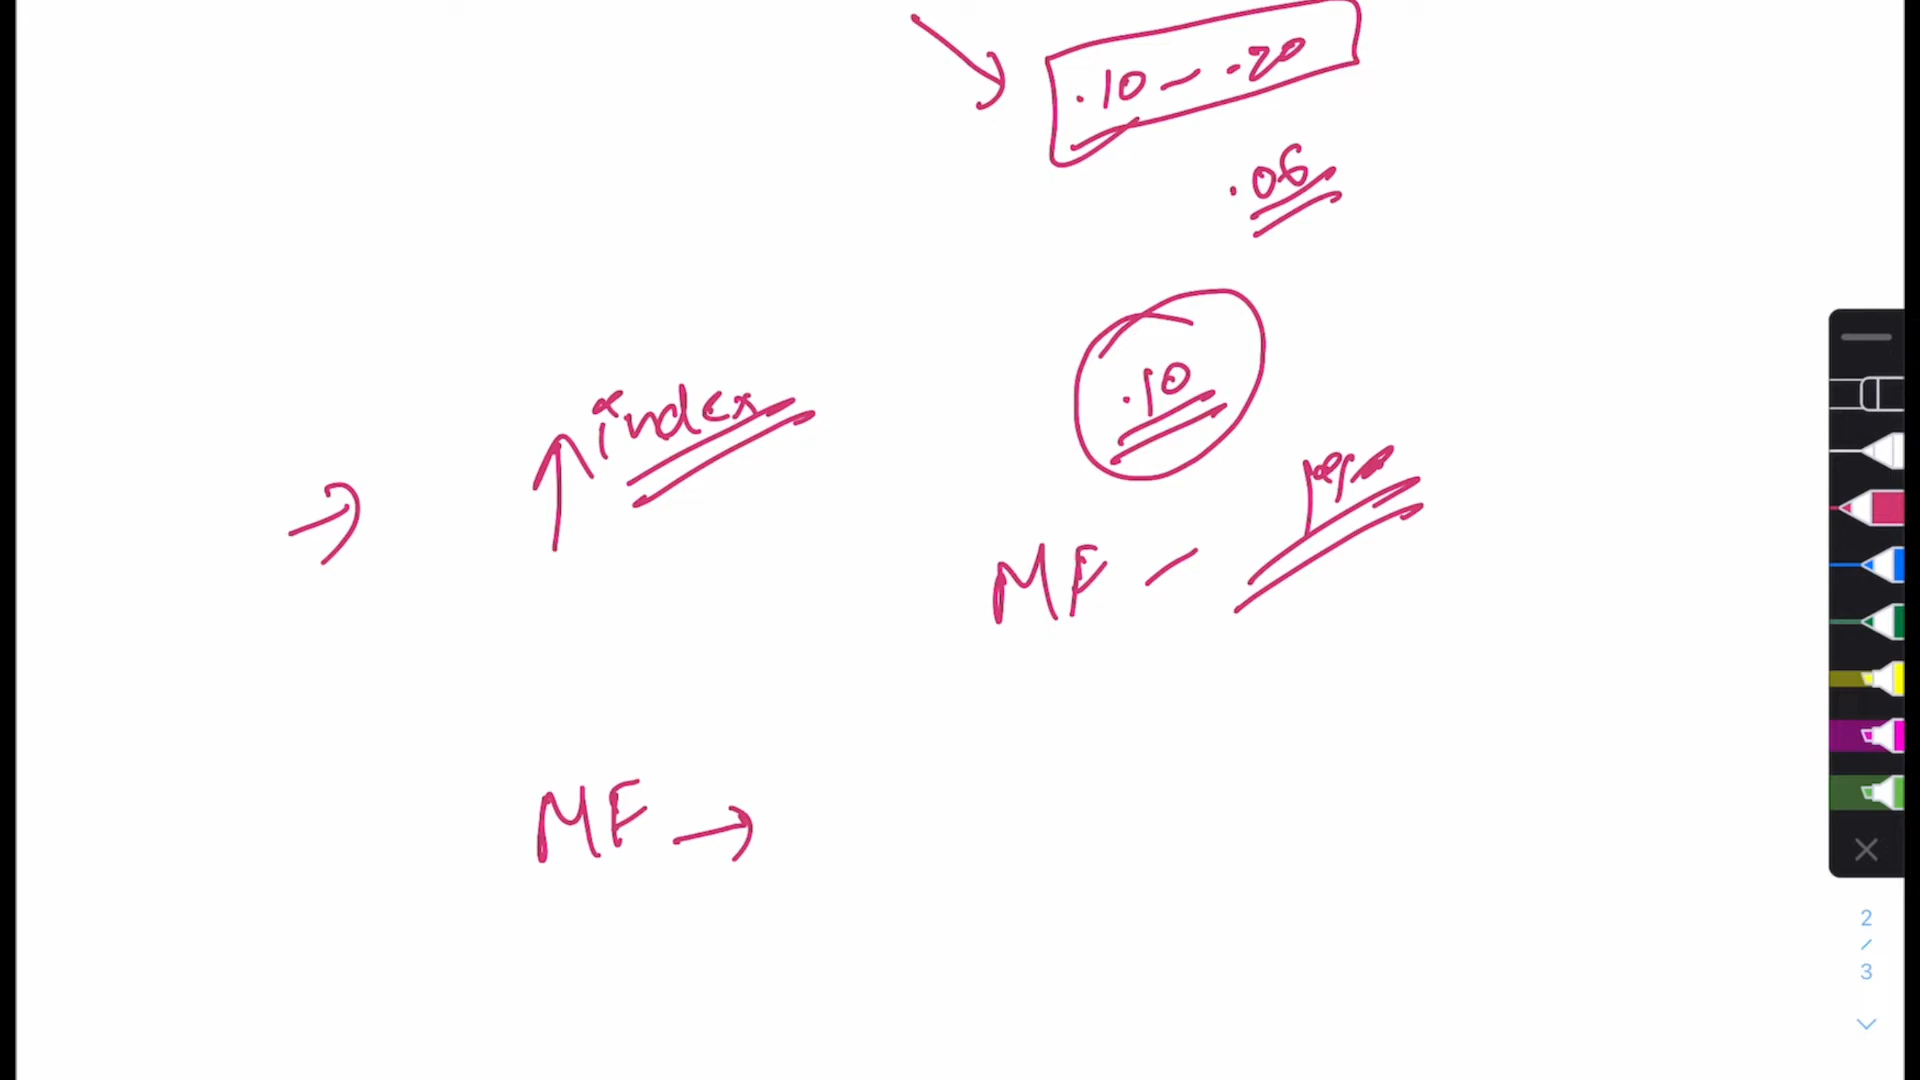 .10 - .20
.06
.10
index
MF -
MF →
2
/
3